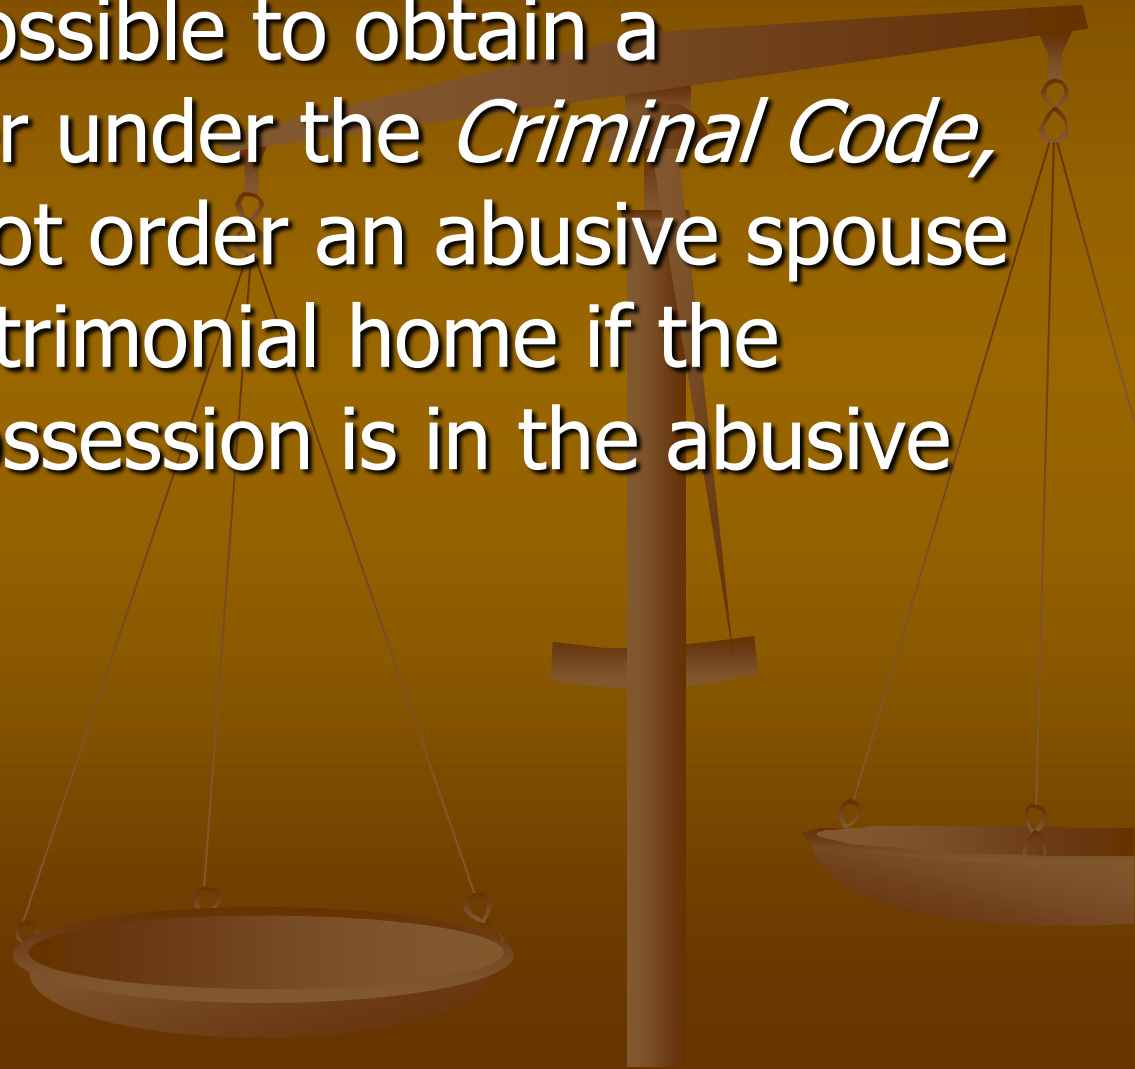 ossible to obtain a
r under the Criminal Code,
ot order an abusive spouse
trimonial home if the
ossession is in the abusive